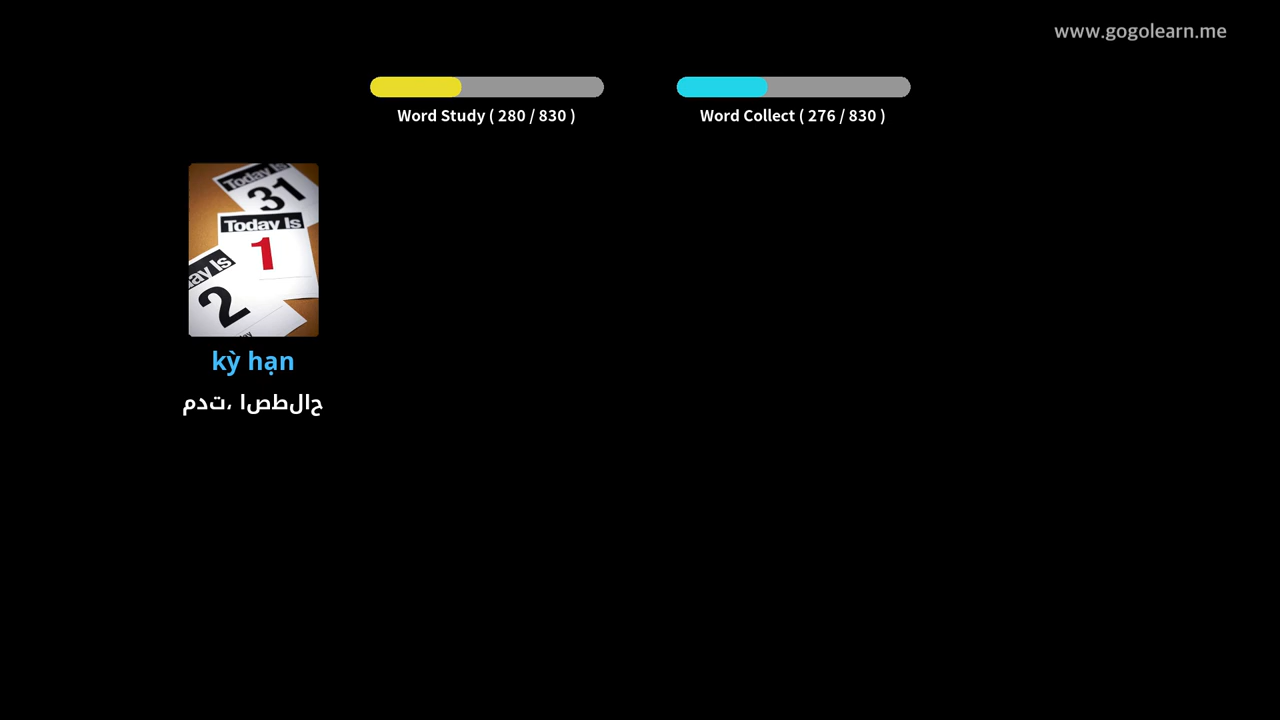 www.gogolearn.me
Word Study ( 280 / 830 )
Word Collect ( 276 / 830 )
Today Is
31
Today Is
1
ay Is
2
kỳ hạn
مدت، اصطلاح